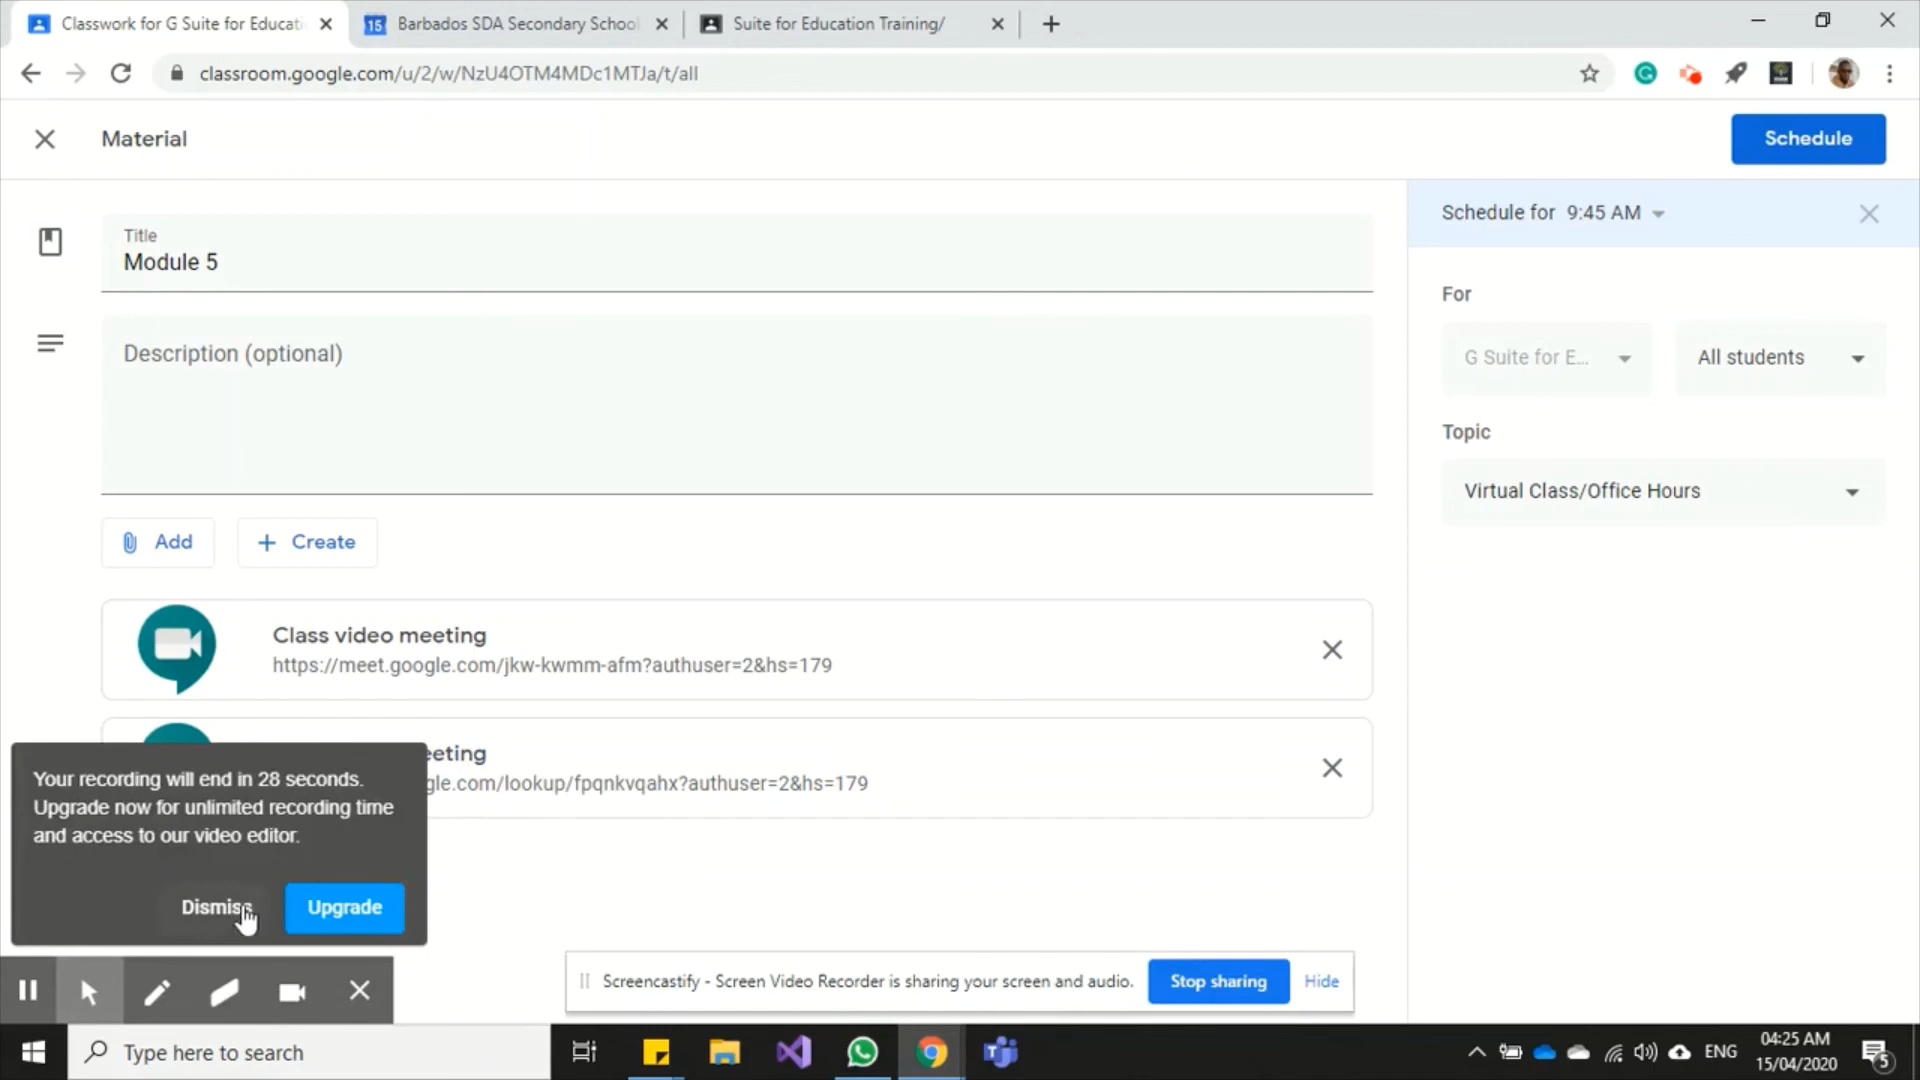 Classwork for G Suite for Educati
15 Barbados SDA Secondary School
Suite for Education Training/
classroom.google.com/u/2/w/NzU4OTM4MDc1MTJa/t/all
Material
Schedule
Title
Module 5
Description (optional)
Schedule for 9:45 AM
For
G Suite for E...
All students
Topic
Virtual Class/Office Hours
Add
Create
Class video meeting
https://meet.google.com/jkw-kwmm-afm?authuser=2&hs=179
eeting
gle.com/lookup/fpqnkvqahx?authuser=2&hs=179
Your recording will end in 28 seconds.
Upgrade now for unlimited recording time
and access to our video editor.
Dismiss
Upgrade
Screencastify - Screen Video Recorder is sharing your screen and audio.
Stop sharing
Hide
Type here to search
ENG
04:25 AM
15/04/2020
5